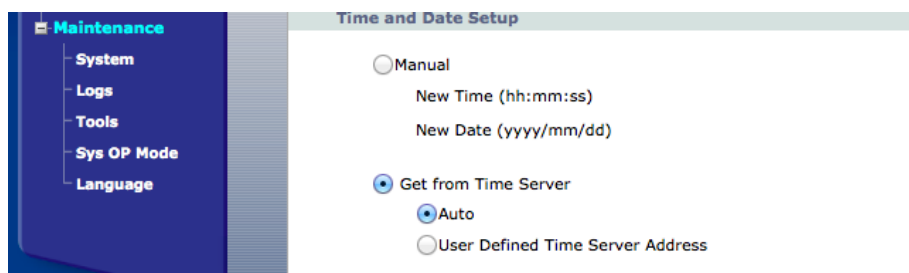 Maintenance
System
Logs
Tools
Sys OP Mode
Language
Time and Date Setup
Manual
New Time (hh:mm:ss)
New Date (yyyy/mm/dd)
Get from Time Server
Auto
User Defined Time Server Address